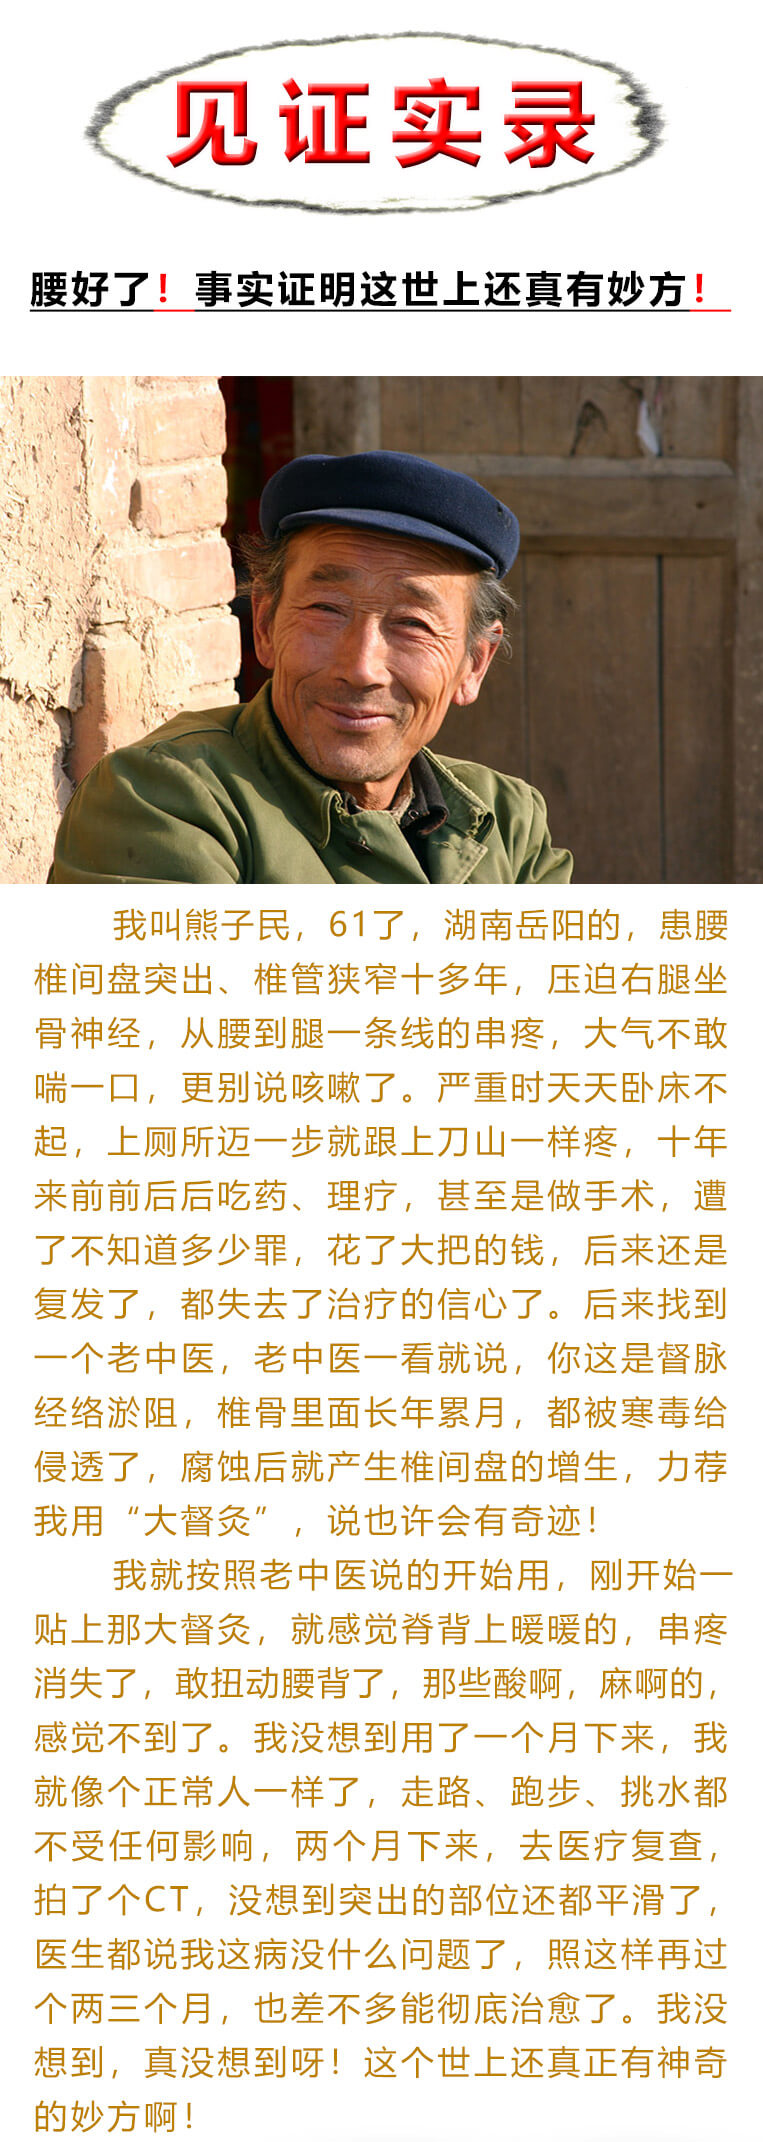 见证实录
腰好了！事实证明这世上还真有妙方！
我叫熊子民，61了，湖南岳阳的，患腰
椎间盘突出、椎管狭窄十多年，压迫右腿坐
骨神经，从腰到腿一条线的串疼，大气不敢
喘一口，更别说咳嗽了。严重时天天卧床不
起，上厕所迈一步就跟上刀山一样疼，十年
来前前后后吃药、理疗，甚至是做手术，遭
了不知道多少罪，花了大把的钱，后来还是
复发了，都失去了治疗的信心了。后来找到
一个老中医，老中医一看就说，你这是督脉
经络淤阻，椎骨里面长年累月，都被寒毒给
侵透了，腐蚀后就产生椎间盘的增生，力荐
我用“大督灸”，说也许会有奇迹！
我就按照老中医说的开始用，刚开始一
贴上那大督灸，就感觉脊背上暖暖的，串疼
消失了，敢扭动腰背了，那些酸啊，麻啊的，
感觉不到了。我没想到用了一个月下来，我
就像个正常人一样了，走路、跑步、挑水都
不受任何影响，两个月下来，去医疗复查，
拍了个CT，没想到突出的部位还都平滑了，
医生都说我这病没什么问题了，照这样再过
个两三个月，也差不多能彻底治愈了。我没
想到，真没想到呀！这个世上还真正有神奇
的妙方啊！